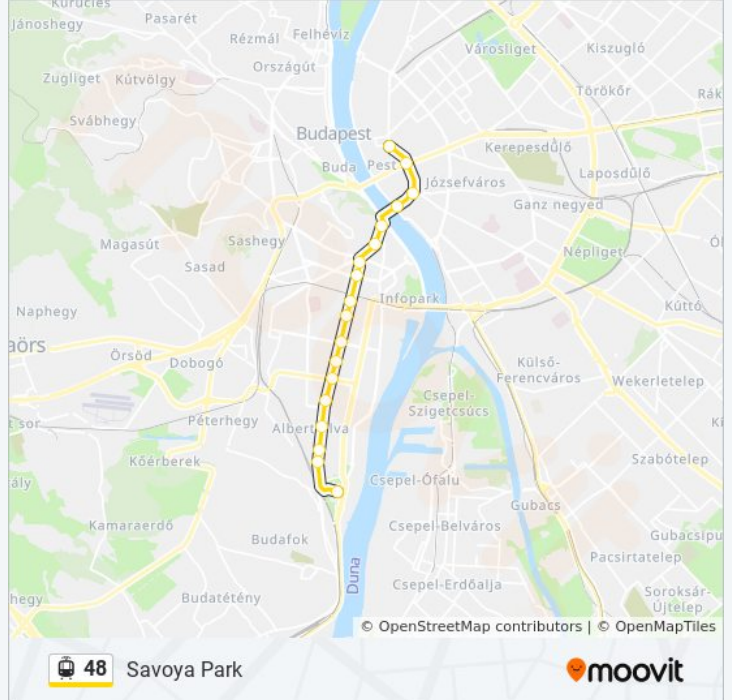 Kurucles
Jánoshegy
Pasarét
Rézmál
Felhévíz
Városliget
Kiszugló
Országút
Zugliget
Kútvölgy
Törökőr
Rák
Svábhegy
Budapest
Kerepesdűlő
Buda
Pest
Laposdűlő
Józsefváros
Ganz negyed
Magasút
Sashegy
Népliget
Sasad
Infopark
Naphegy
Kúttó
aörs
Örsöd
Dobogó
Külső-
Ferencváros
Wekerletelep
Csepel-
Szigetcsúcs
t sor
Péterhegy
Kőérberek
Szabótelep
Csepel-Ófalu
Gubacs
Kamaraerdő
Csepel-Belváros
Budafok
Gubacsipu
Pacsirtatelep
Duna
Csepel-Erdőalja
hegy
Budatétény
Soroksár-
Újtelep
© OpenStreetMap contributors | © OpenMapTiles
48 Savoya Park
moovit